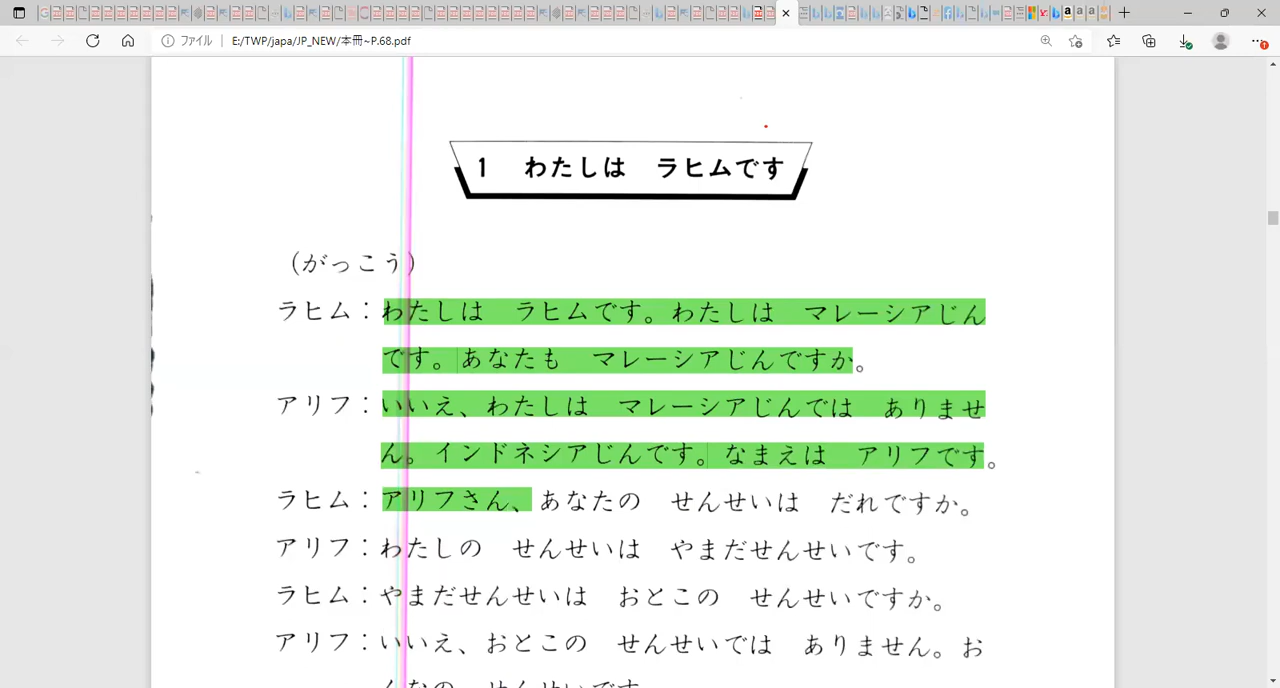 ファイル E:/TWP/japa/JP_NEW/本冊~P.68.pdf
1 わたしは ラヒムです
(がっこう)
ラヒム：わたしは ラヒムです。わたしは マレーシアじん
です。あなたも マレーシアじんですか。
アリフ：いいえ、わたしは マレーシアじんでは ありませ
ん。インドネシアじんです。なまえは アリフです。
ラヒム：アリフさん、あなたの せんせいは だれですか。
アリフ：わたしの せんせいは やまだせんせいです。
ラヒム：やまだせんせいは おとこの せんせいですか。
アリフ：いいえ、おとこの せんせいでは ありません。お
んなの せんせいです